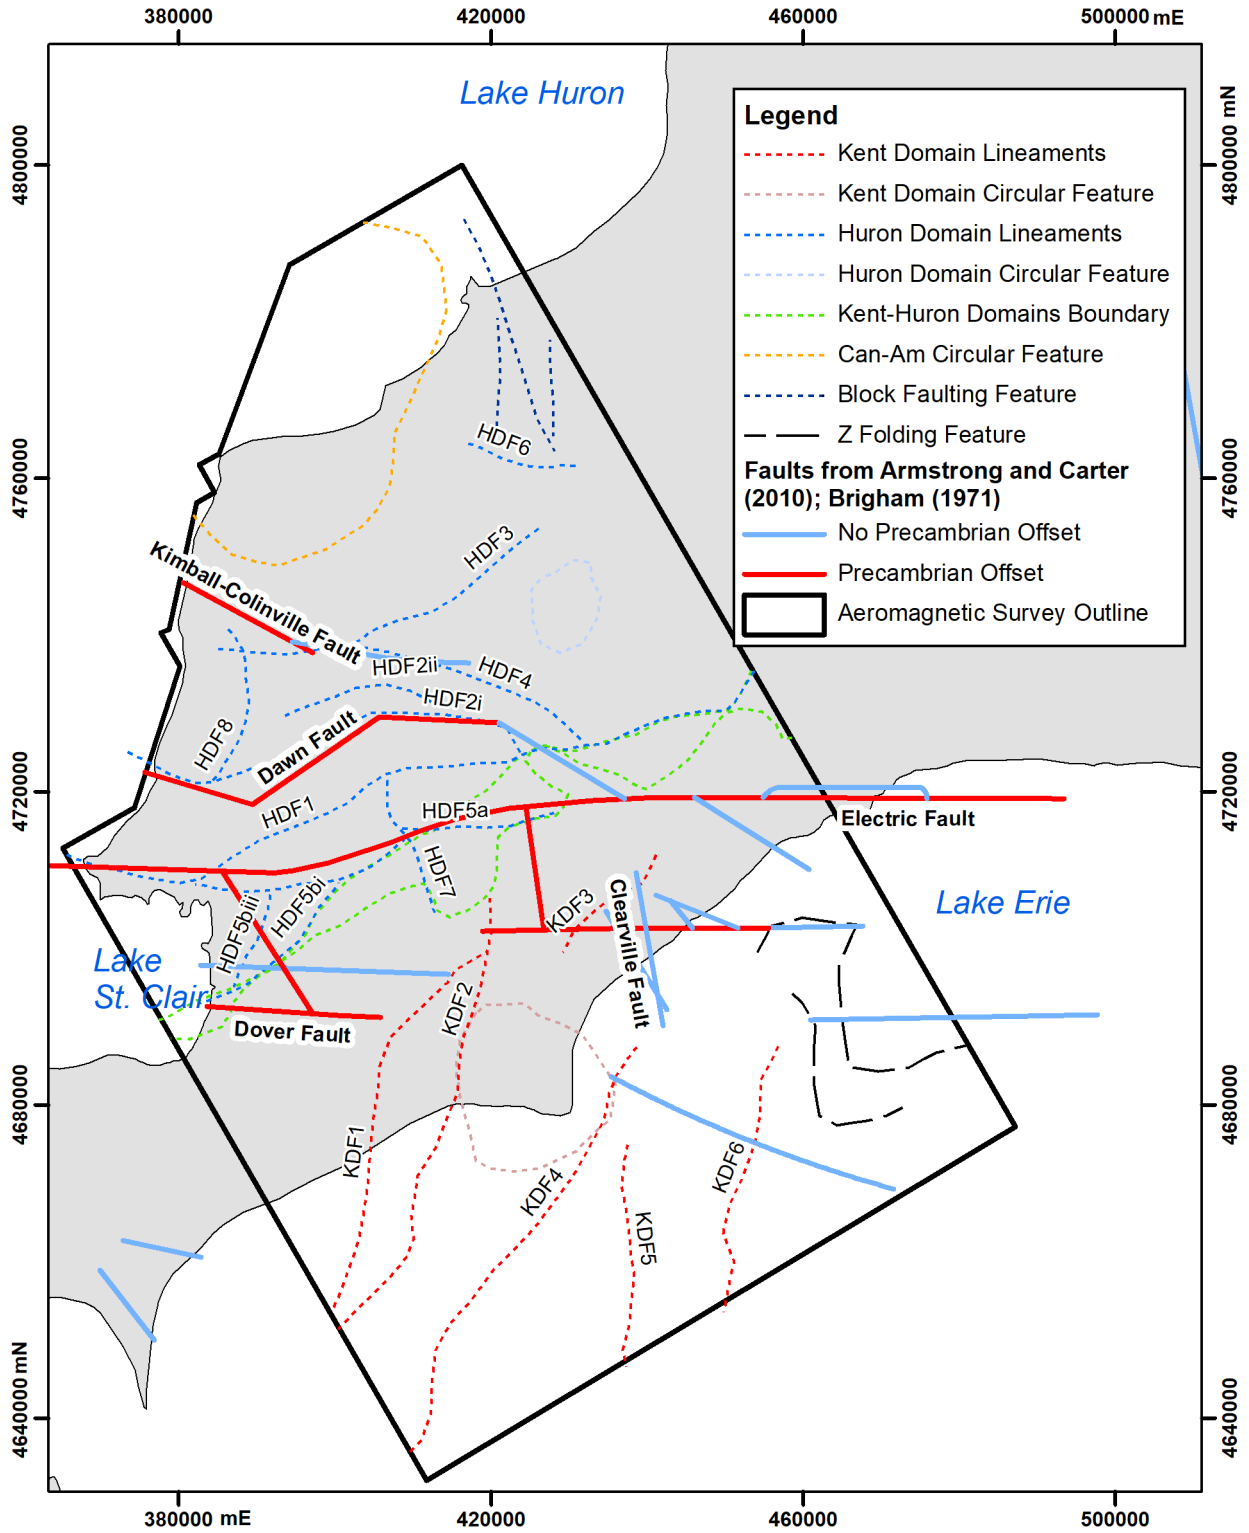 380000
420000
460000
500000 mE
Lake Huron
Legend
Kent Domain Lineaments
Kent Domain Circular Feature
Huron Domain Lineaments
Huron Domain Circular Feature
Kent-Huron Domains Boundary
Can-Am Circular Feature
Block Faulting Feature
Z Folding Feature
Faults from Armstrong and Carter
(2010); Brigham (1971)
No Precambrian Offset
Precambrian Offset
Aeromagnetic Survey Outline
4800000
4800000 mN
4760000
4760000
4720000
4720000
4680000
4680000
4640000 mN
4640000
HDF6
HDF3
Kimball-Colinville Fault
HDF2ii
HDF4
HDF2i
HDF8
Dawn Fault
HDF1
HDF5a
Electric Fault
HDF7
HDF5bi
HDF5biii
KDF3
Clearville Fault
Lake Erie
Lake
St. Clair
Dover Fault
KDF2
KDF1
KDF4
KDF6
KDF5
380000 mE
420000
460000
500000